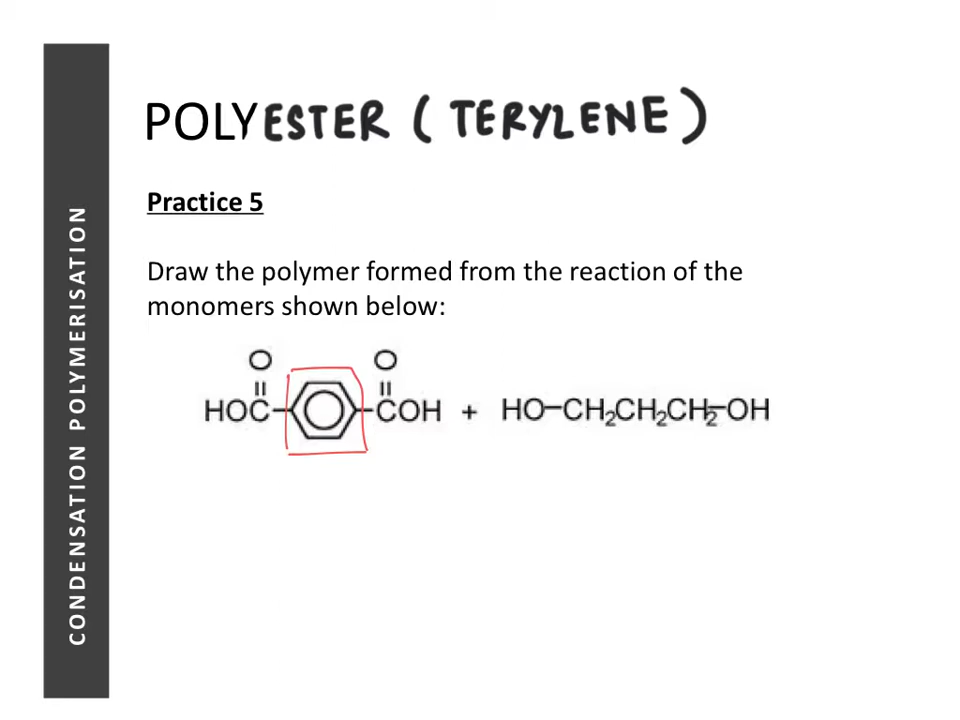 POLYESTER ( TERYLENE )
CONDENSATION POLYMERISATION
Practice 5
Draw the polymer formed from the reaction of the
monomers shown below:
O O
HOC COH + HO–CH₂CH₂CH₂–OH